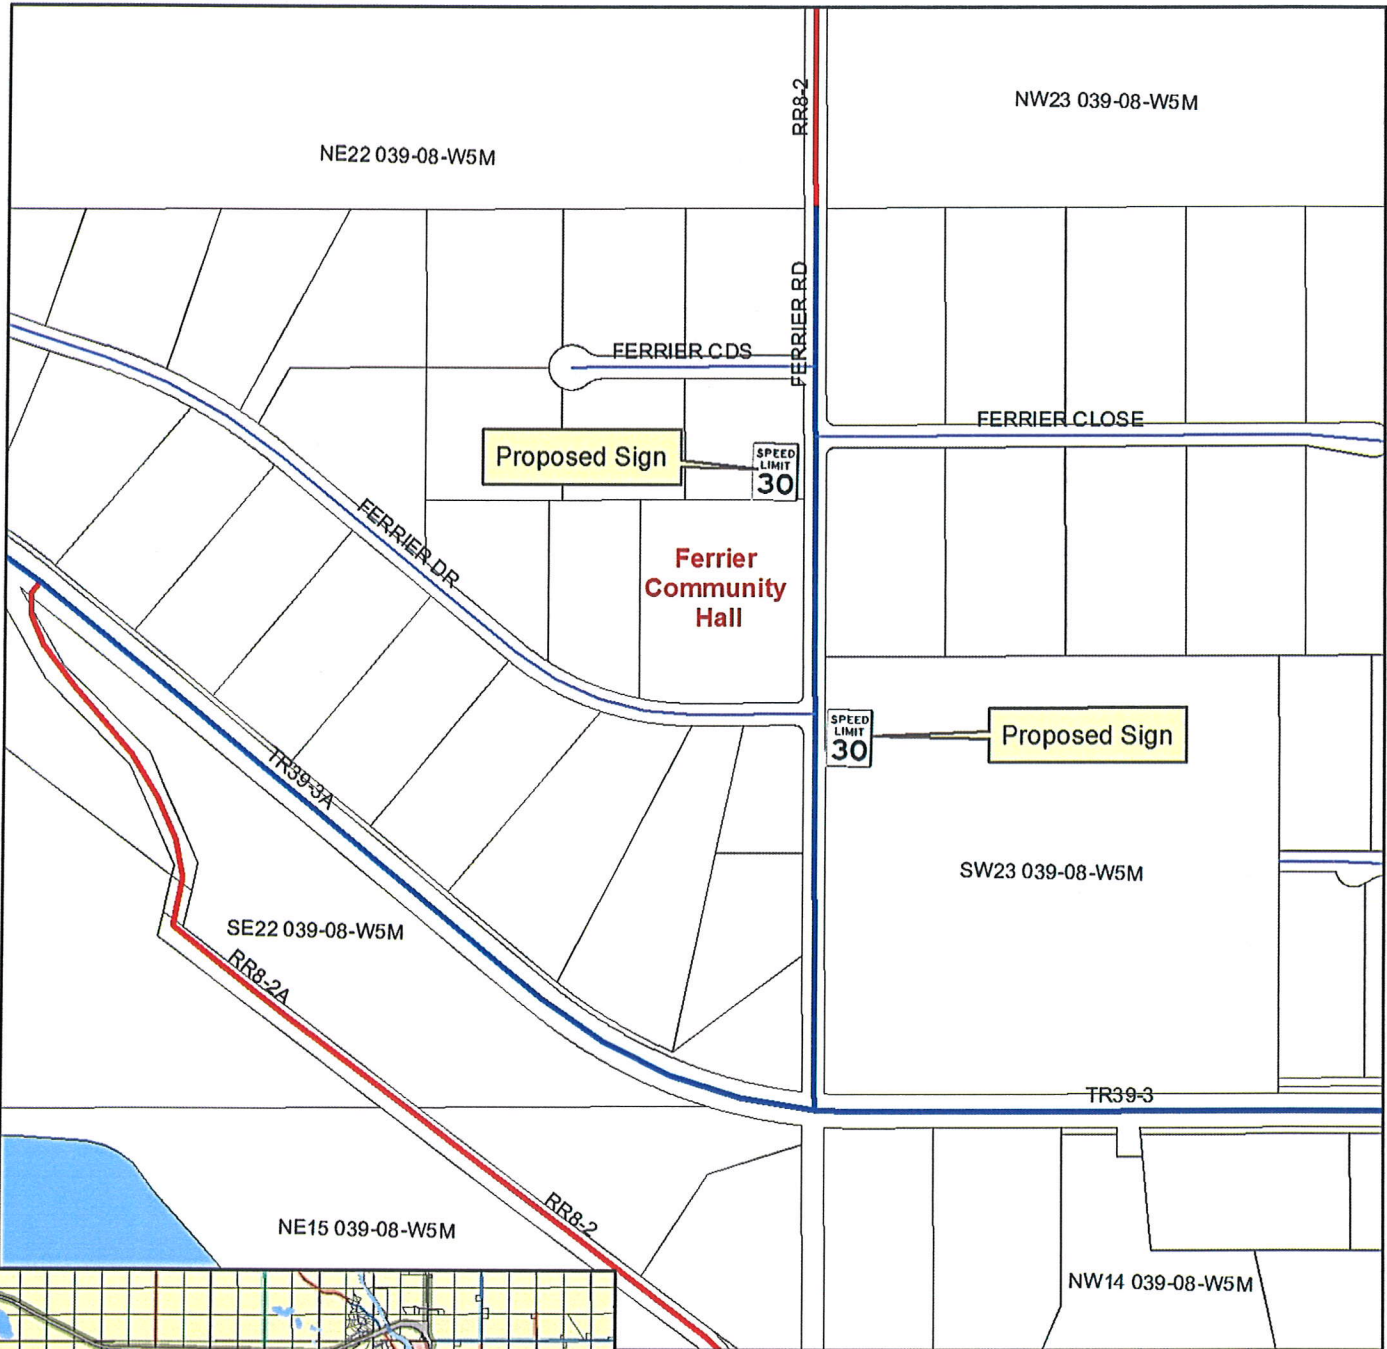 RR8-2
NW23 039-08-W5M
NE22 039-08-W5M
FERRIER RD
FERRIER CDS
FERRIER CLOSE
Proposed Sign
SPEED
LIMIT
30
FERRIER DR
Ferrier
Community
Hall
SPEED
LIMIT
30
Proposed Sign
TR39-3A
SW23 039-08-W5M
SE22 039-08-W5M
RR8-2A
TR39-3
RR8-2
NE15 039-08-W5M
NW14 039-08-W5M